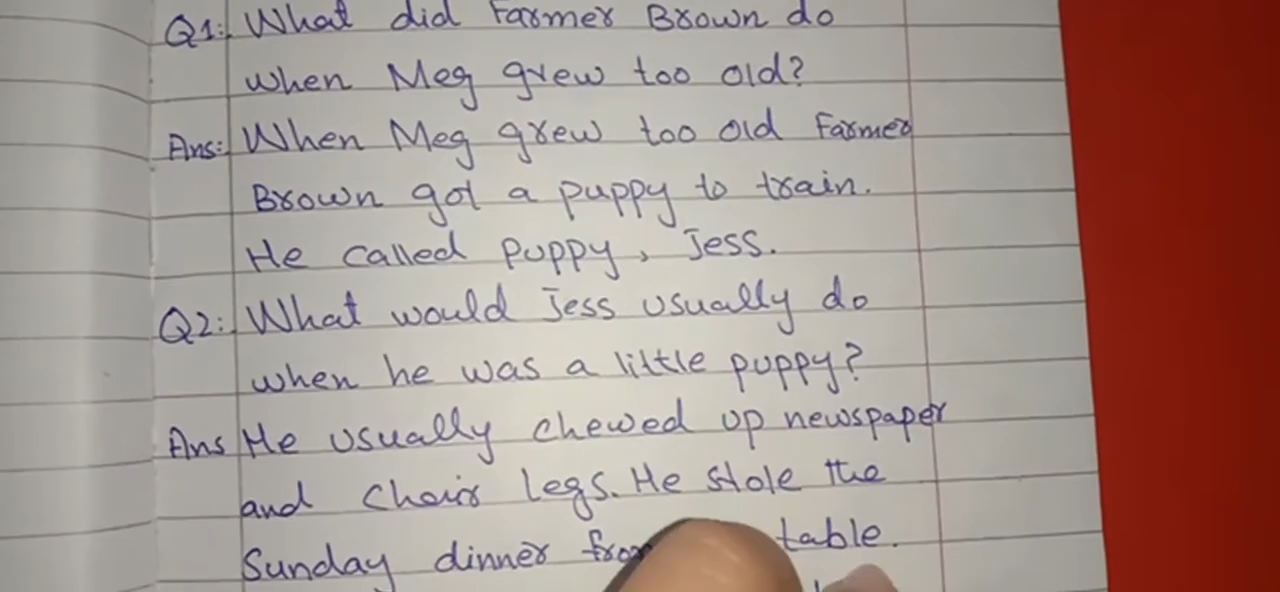 Q1: What did Farmer Brown do
when Meg grew too old?
Ans: When Meg grew too old Farmer
Brown got a puppy to train.
He called puppy, Jess.
Q2: What would Jess usually do
when he was a little puppy?
Ans He usually chewed up newspaper
and chair legs. He stole the
Sunday dinner from table.